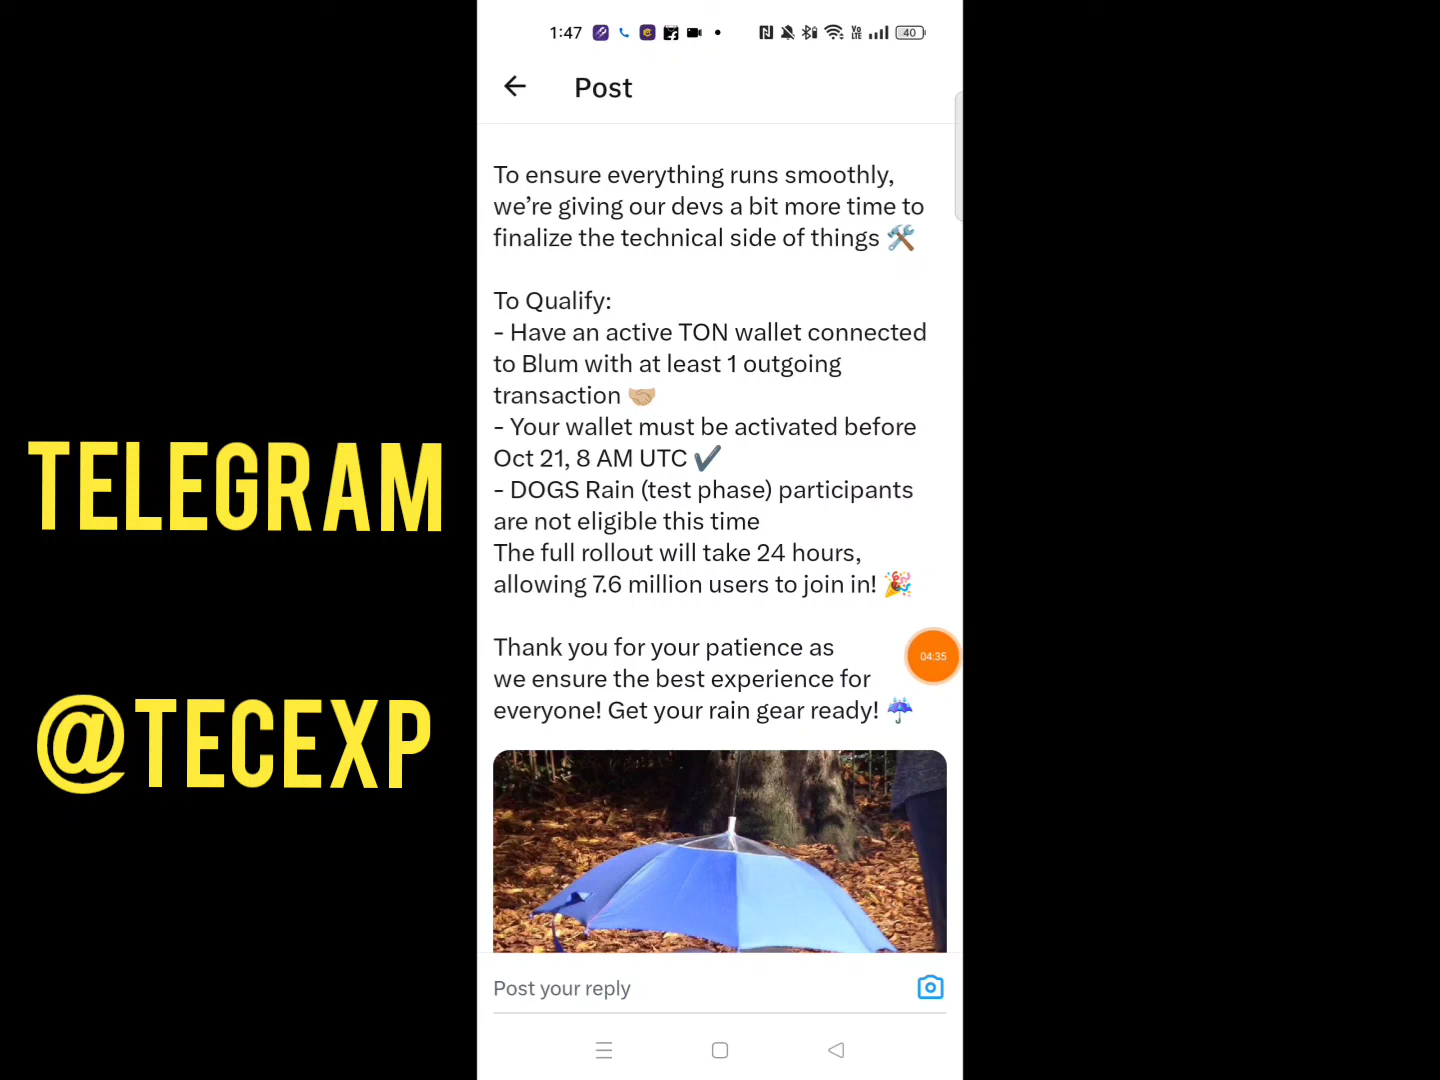 1:47
VO
LTE
40
Post
To ensure everything runs smoothly,
we’re giving our devs a bit more time to
finalize the technical side of things 🛠️
To Qualify:
- Have an active TON wallet connected
to Blum with at least 1 outgoing
transaction 🤝🏼
- Your wallet must be activated before
Oct 21, 8 AM UTC ✔️
- DOGS Rain (test phase) participants
are not eligible this time
The full rollout will take 24 hours,
allowing 7.6 million users to join in! 🎉
Thank you for your patience as
we ensure the best experience for
everyone! Get your rain gear ready! ☔
04:35
Post your reply
TELEGRAM
@TECEXP